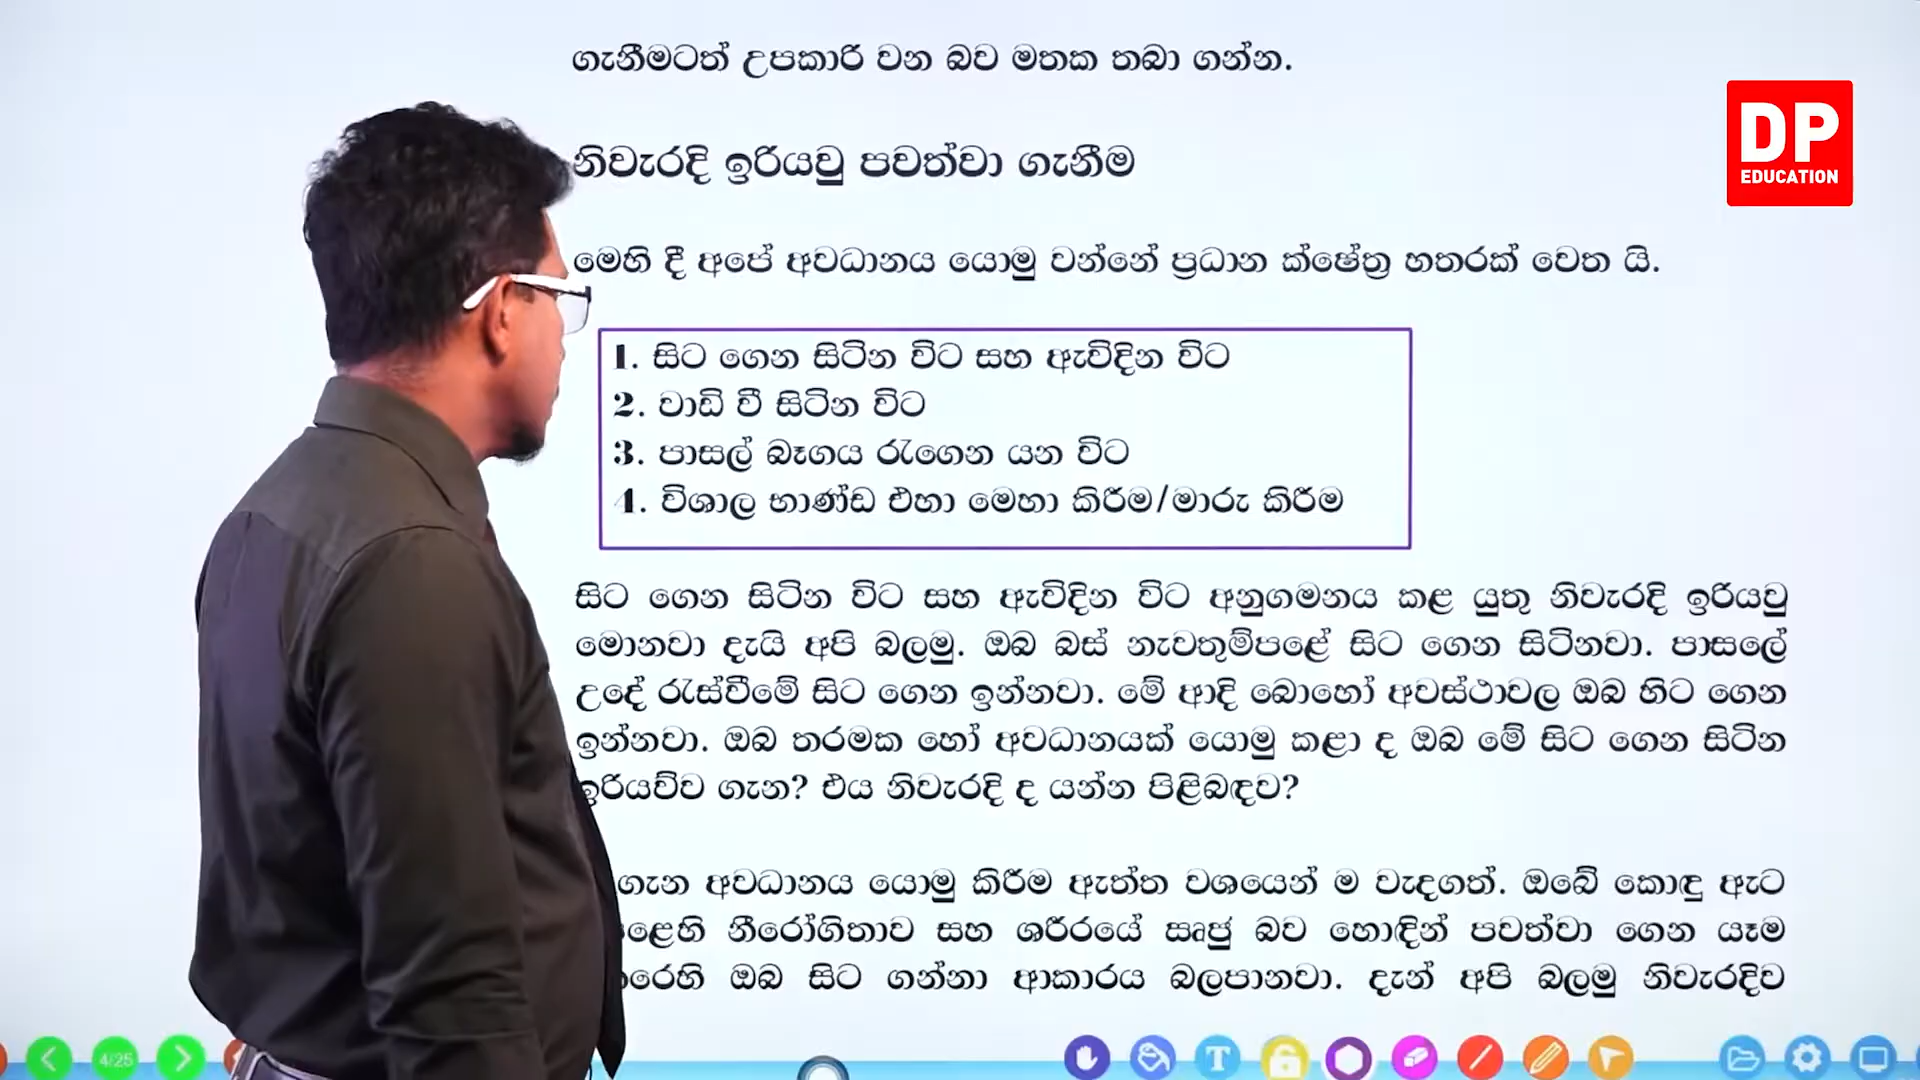 ගැනීමටත් උපකාරී වන බව මතක තබා ගන්න.
DP
EDUCATION
නිවැරදි ඉරියවු පවත්වා ගැනීම
මෙහි දී අපේ අවධානය යොමු වන්නේ ප්‍රධාන ක්ෂේත්‍ර හතරක් වෙත යි.
1. සිට ගෙන සිටින විට සහ ඇවිදින විට
2. වාඩි වී සිටින විට
3. පාසල් බෑගය රැගෙන යන විට
4. විශාල භාණ්ඩ එහා මෙහා කිරීම/මාරු කිරීම
සිට ගෙන සිටින විට සහ ඇවිදින විට අනුගමනය කළ යුතු නිවැරදි ඉරියවු
මොනවා දැයි අපි බලමු. ඔබ බස් නැවතුම්පළේ සිට ගෙන සිටිනවා. පාසලේ
උදේ රැස්වීමේ සිට ගෙන ඉන්නවා. මේ ආදි බොහෝ අවස්ථාවල ඔබ හිට ගෙන
ඉන්නවා. ඔබ තරමක හෝ අවධානයක් යොමු කළා ද ඔබ මේ සිට ගෙන සිටින
ඉරියව්ව ගැන? එය නිවැරදි ද යන්න පිළිබඳව?
ගැන අවධානය යොමු කිරීම ඇත්ත වශයෙන් ම වැදගත්. ඔබේ කොඳු ඇට
නීරෝගිතාව සහ ශරීරයේ ඍජු බව හොඳින් පවත්වා ගෙන යෑම
ඔබ සිට ගන්නා ආකාරය බලපානවා. දැන් අපි බලමු නිවැරදිව
4/25